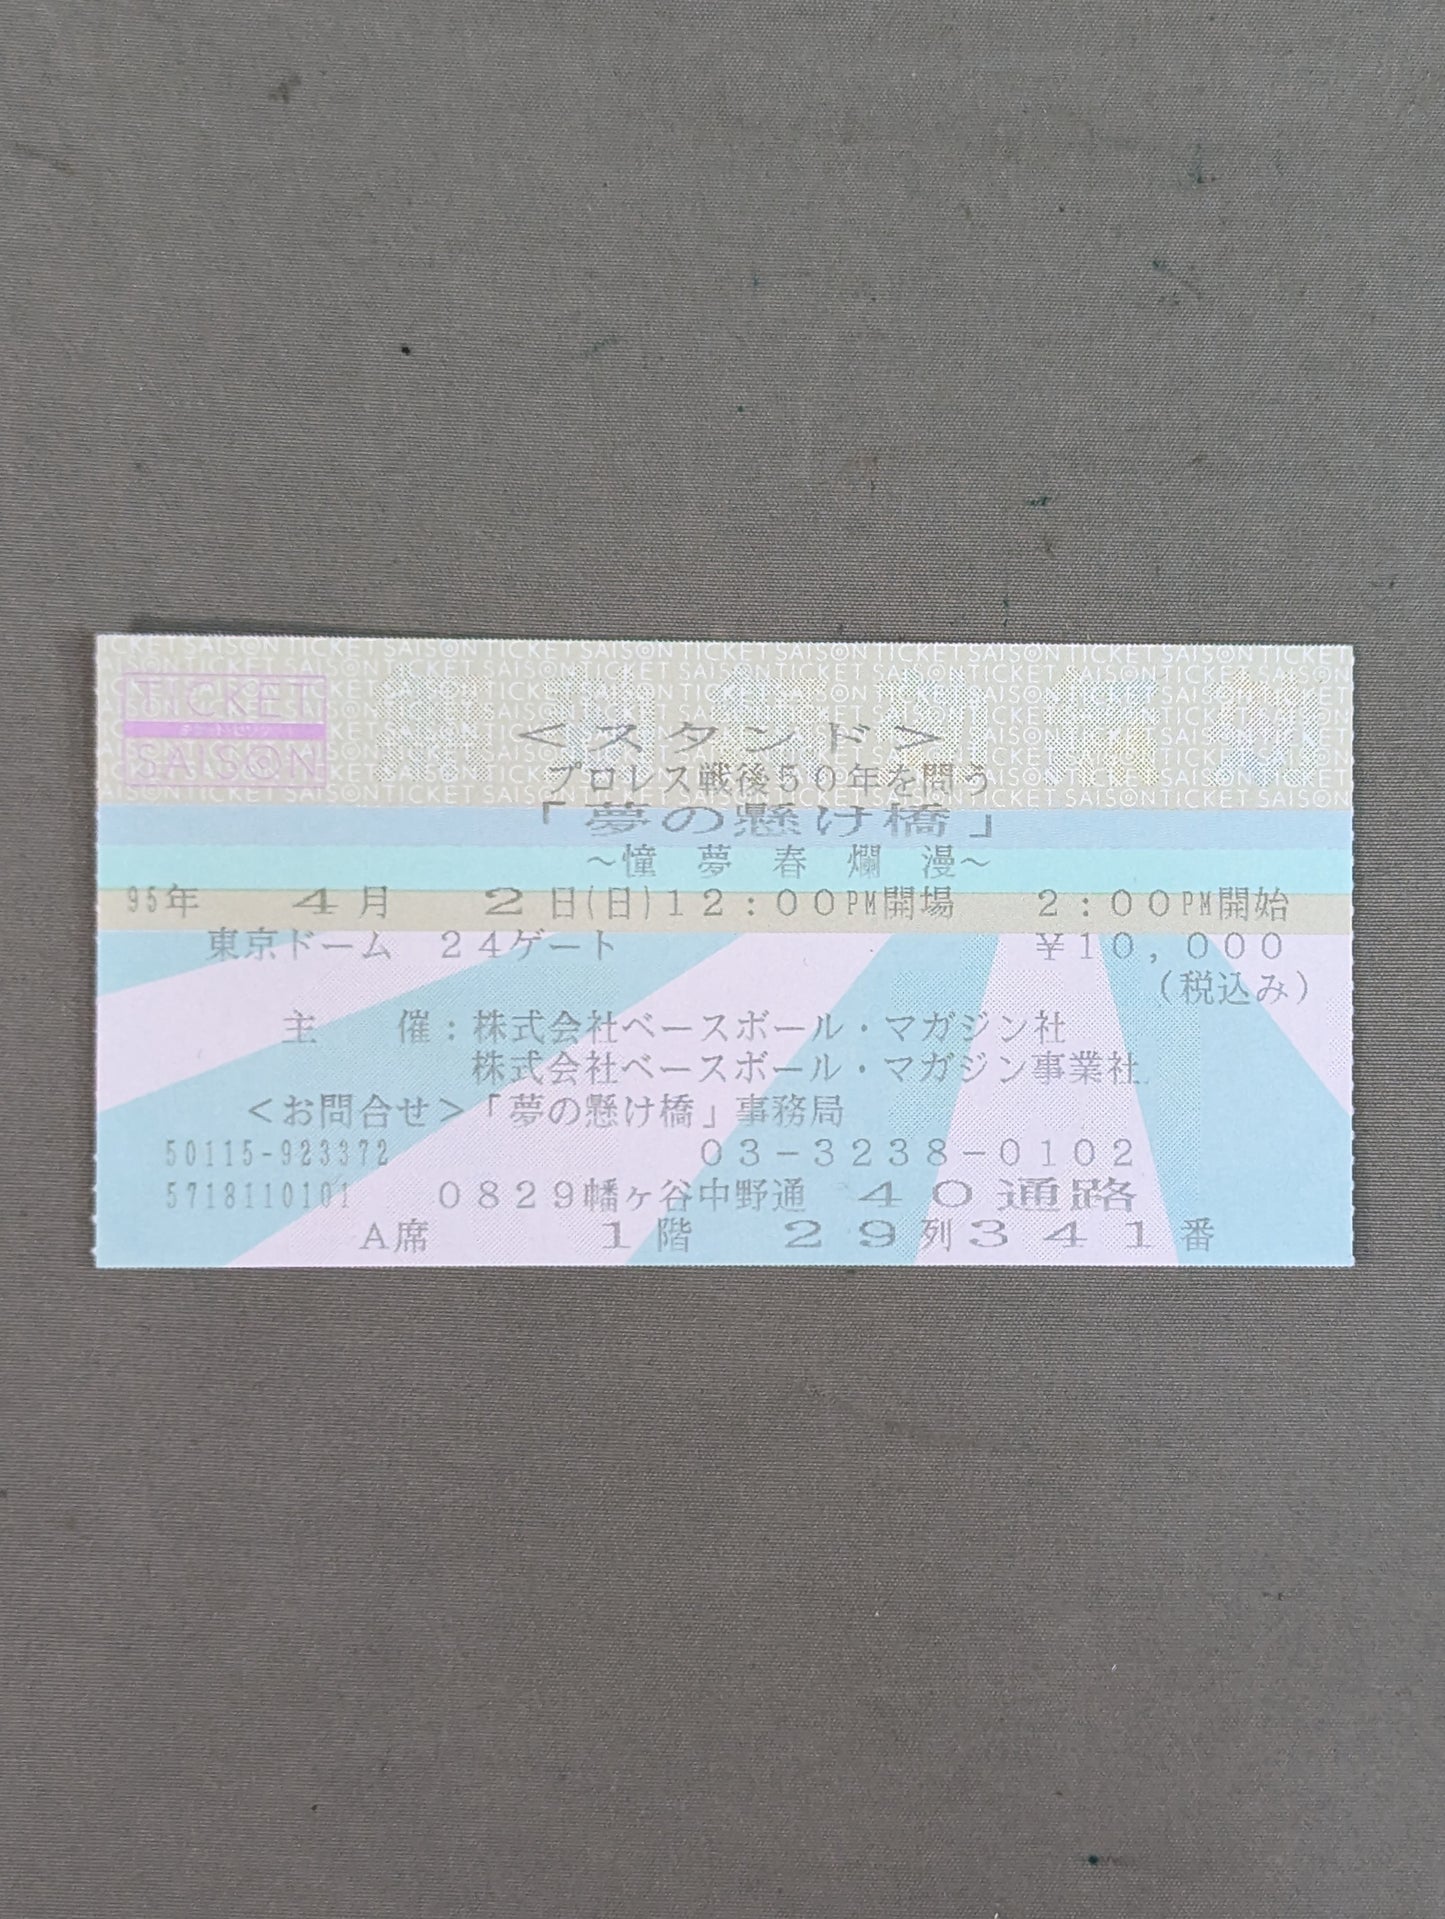 TICKET
チケット・セゾン
SAISON
<スタンド>
プロレス戦後50年を問う
「夢の懸け橋」
～憧夢春爛漫～
95年 4月 2日(日)12:00PM開場 2:00PM開始
東京ドーム 24ゲート ¥10,000
(税込み)
主 催:株式会社ベースボール・マガジン社
株式会社ベースボール・マガジン事業社
<お問合せ>「夢の懸け橋」事務局
50115-923372 03-3238-0102
5718110101 0829幡ヶ谷中野通 40通路
A席 1階 29列341番